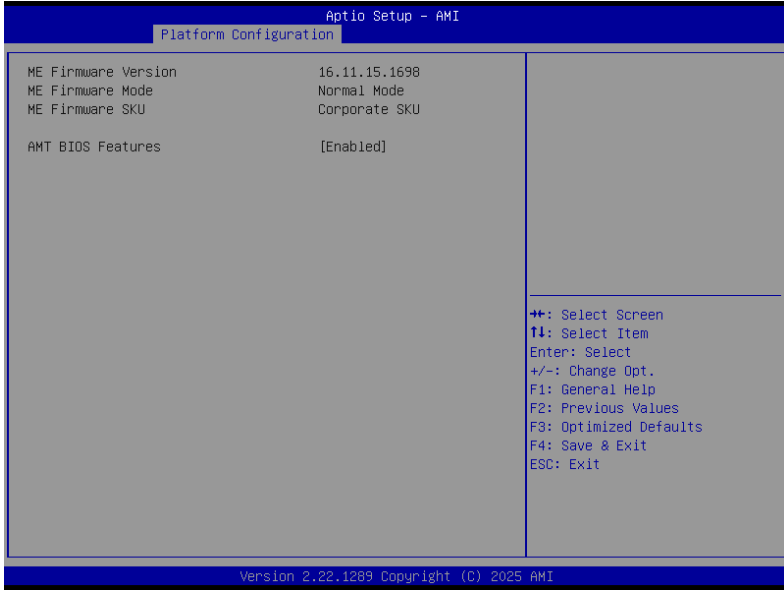 Aptio Setup – AMI
Platform Configuration
ME Firmware Version 16.11.15.1698
ME Firmware Mode Normal Mode
ME Firmware SKU Corporate SKU
AMT BIOS Features [Enabled]
→←: Select Screen
↑↓: Select Item
Enter: Select
+/-: Change Opt.
F1: General Help
F2: Previous Values
F3: Optimized Defaults
F4: Save & Exit
ESC: Exit
Version 2.22.1289 Copyright (C) 2025 AMI